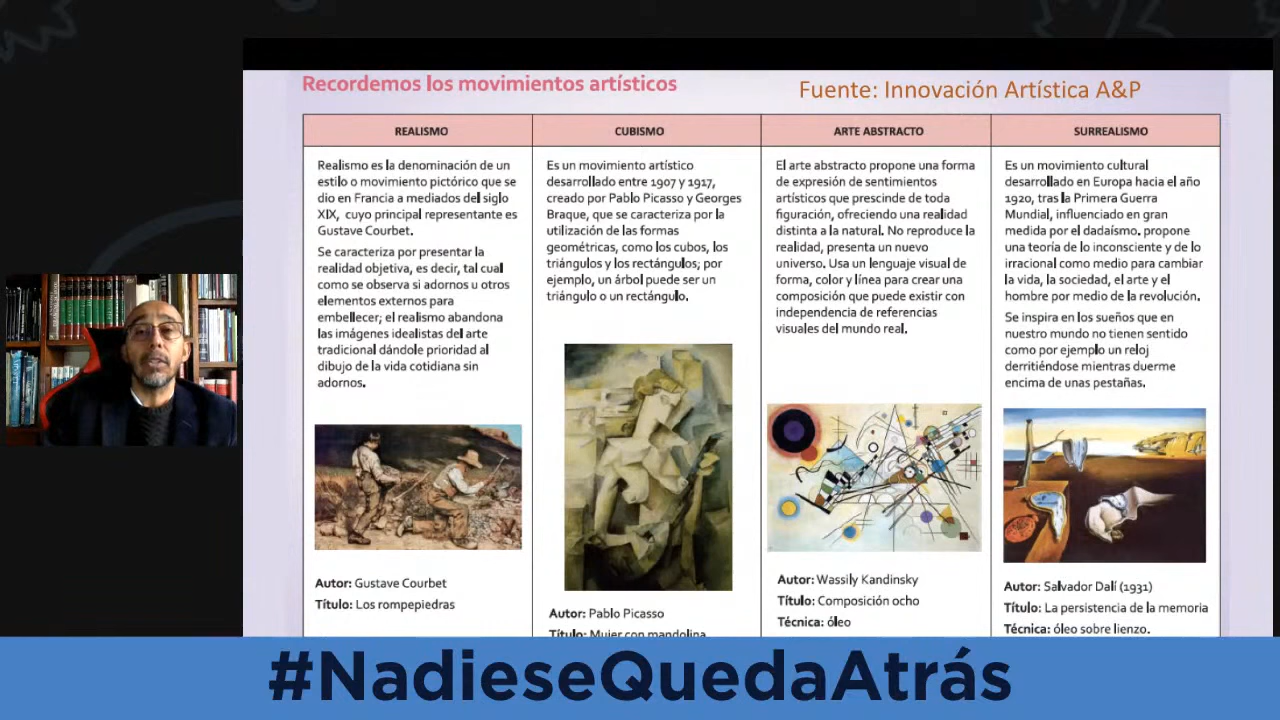 Recordemos los movimientos artísticos
Fuente: Innovación Artística A&P
REALISMO
Realismo es la denominación de un
estilo o movimiento pictórico que se
dio en Francia a mediados del siglo
XIX, cuyo principal representante es
Gustave Courbet.
Se caracteriza por presentar la
realidad objetiva, es decir, tal cual
como se observa si adornos u otros
elementos externos para
embellecer; el realismo abandona
las imágenes idealistas del arte
tradicional dándole prioridad al
dibujo de la vida cotidiana sin
adornos.
Autor: Gustave Courbet
Título: Los rompepiedras
CUBISMO
Es un movimiento artístico
desarrollado entre 1907 y 1917,
creado por Pablo Picasso y Georges
Braque, que se caracteriza por la
utilización de las formas
geométricas, como los cubos, los
triángulos y los rectángulos; por
ejemplo, un árbol puede ser un
triángulo o un rectángulo.
Autor: Pablo Picasso
Título: Mujer con mandolina
ARTE ABSTRACTO
El arte abstracto propone una forma
de expresión de sentimientos
artísticos que prescinde de toda
figuración, ofreciendo una realidad
distinta a la natural. No reproduce la
realidad, presenta un nuevo
universo. Usa un lenguaje visual de
forma, color y línea para crear una
composición que puede existir con
independencia de referencias
visuales del mundo real.
Autor: Wassily Kandinsky
Título: Composición ocho
Técnica: óleo
SURREALISMO
Es un movimiento cultural
desarrollado en Europa hacia el año
1920, tras la Primera Guerra
Mundial, influenciado en gran
medida por el dadaísmo. propone
una teoría de lo inconsciente y de lo
irracional como medio para cambiar
la vida, la sociedad, el arte y el
hombre por medio de la revolución.
Se inspira en los sueños que en
nuestro mundo no tienen sentido
como por ejemplo un reloj
derritiéndose mientras duerme
encima de unas pestañas.
Autor: Salvador Dalí (1931)
Título: La persistencia de la memoria
Técnica: óleo sobre lienzo.
#NadieseQuedaAtrás